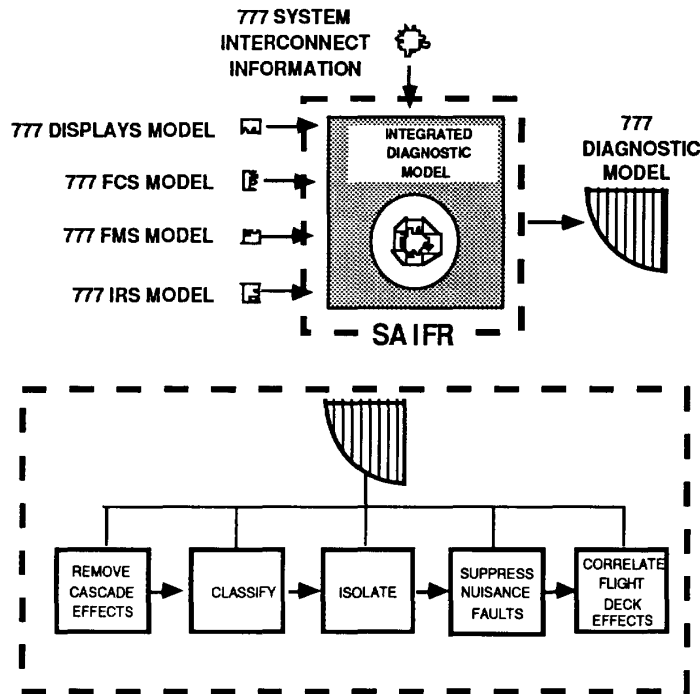 777 SYSTEM
INTERCONNECT
INFORMATION
777 DISPLAYS MODEL
777 FCS MODEL
777 FMS MODEL
777 IRS MODEL
INTEGRATED
DIAGNOSTIC
MODEL
SAIFR
777
DIAGNOSTIC
MODEL
REMOVE
CASCADE
EFFECTS
CLASSIFY
ISOLATE
SUPPRESS
NUISANCE
FAULTS
CORRELATE
FLIGHT
DECK
EFFECTS